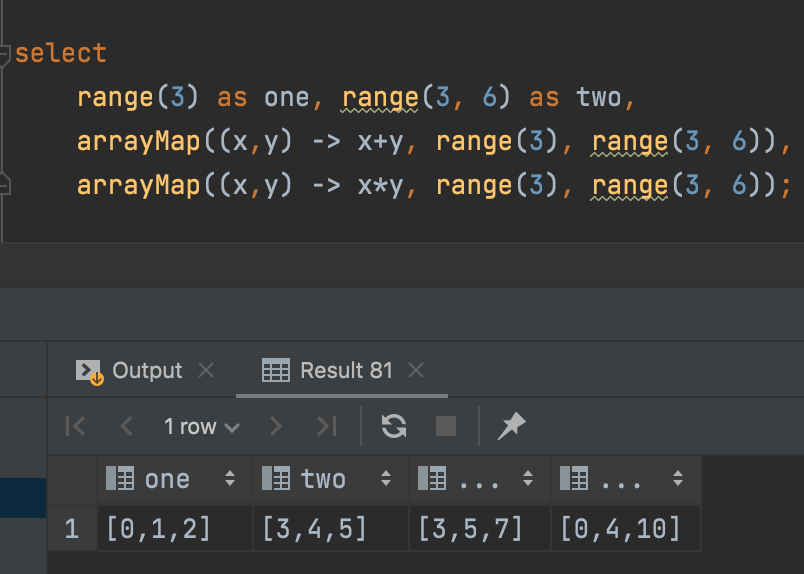 select
range(3) as one, range(3, 6) as two,
arrayMap((x,y) -> x+y, range(3), range(3, 6)),
arrayMap((x,y) -> x*y, range(3), range(3, 6));
Output Result 81
1 row
one two ... ...
1 [0,1,2] [3,4,5] [3,5,7] [0,4,10]